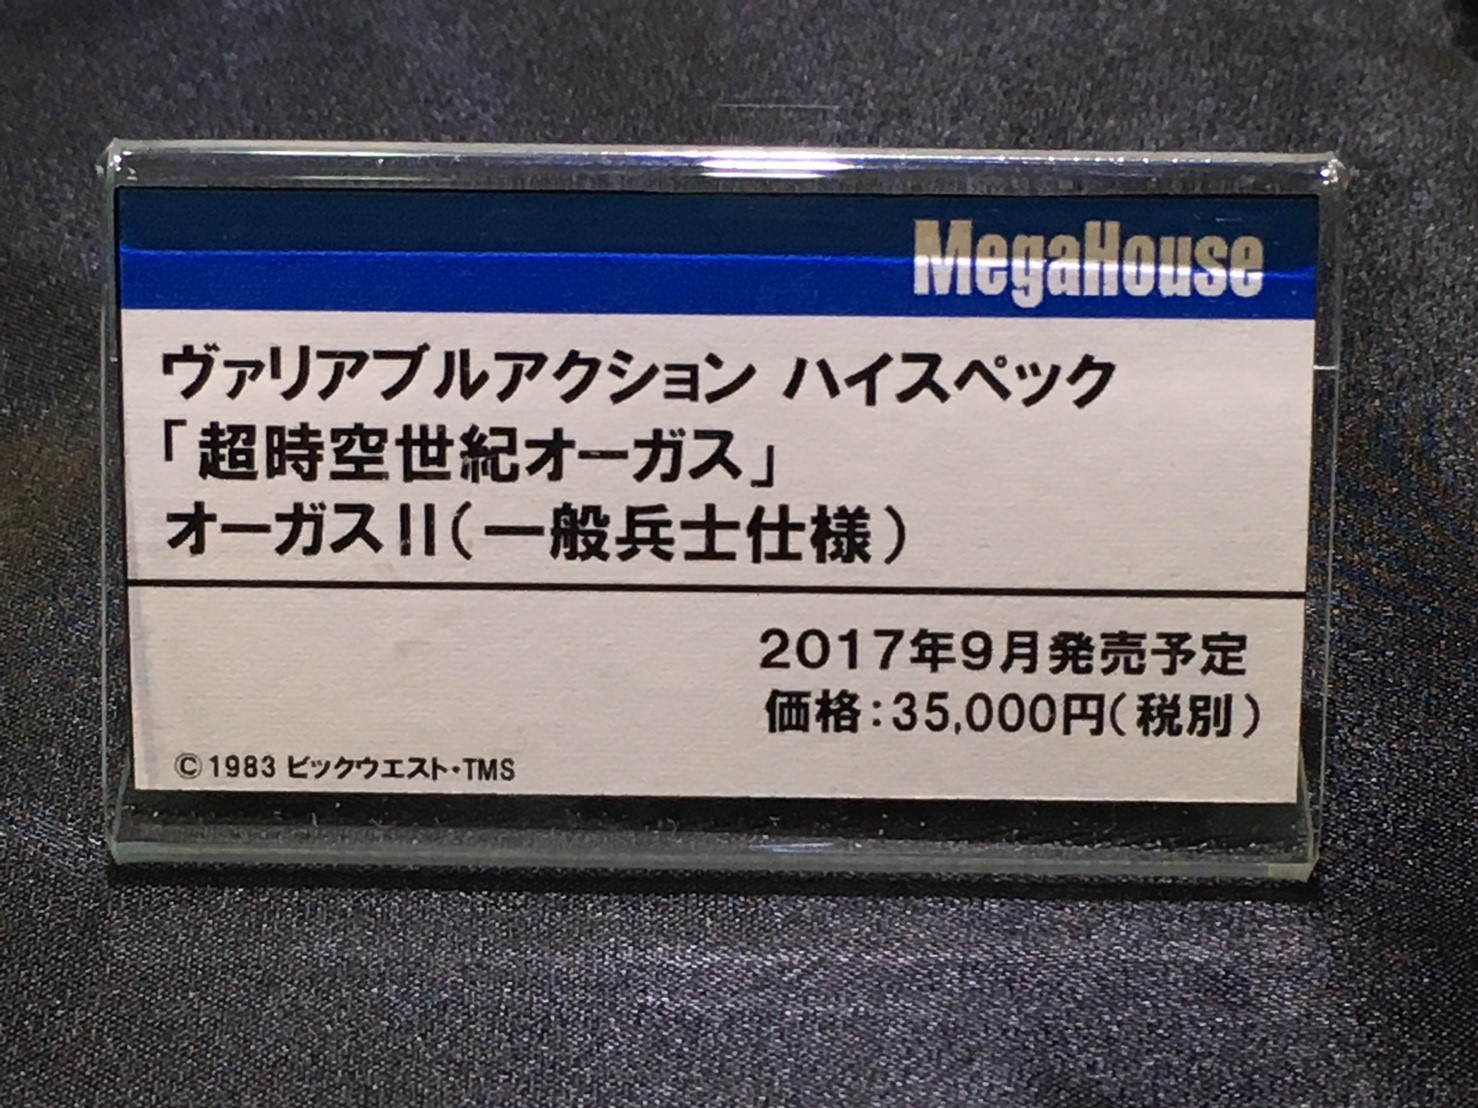 MegaHouse
ヴァリアブルアクション ハイスペック
「超時空世紀オーガス」
オーガスII(一般兵士仕様)
2017年9月発売予定
価格:35,000円(税別)
©1983 ビックウエスト・TMS